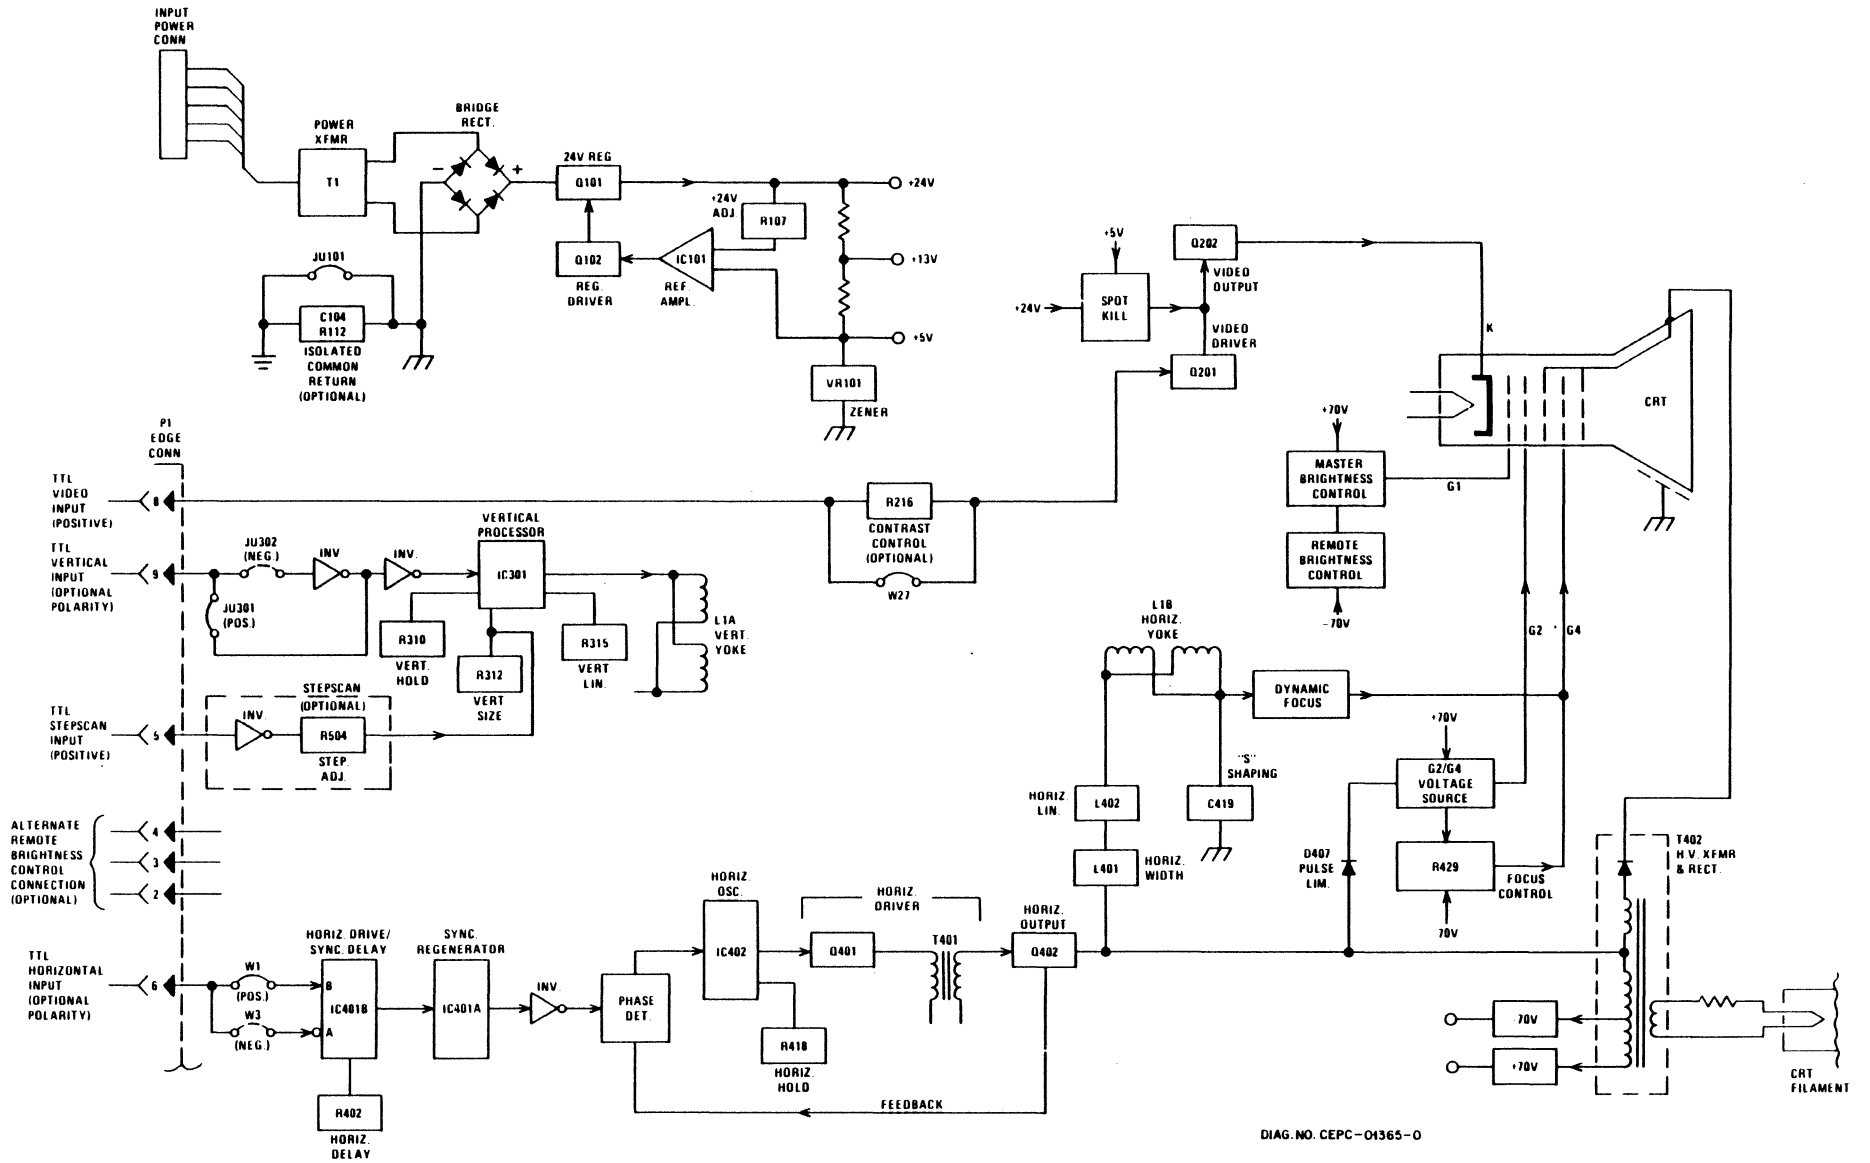 INPUT
POWER
CONN
POWER
XFMR
T1
BRIDGE
RECT.
-
+
24V REG
Q101
+24V
ADJ.
R107
+24V
Q102
REG.
DRIVER
IC101
REF.
AMPL.
+13V
+5V
VR101
ZENER
JU101
C104
R112
ISOLATED
COMMON
RETURN
(OPTIONAL)
+5V
+24V
SPOT
KILL
Q202
VIDEO
OUTPUT
VIDEO
DRIVER
Q201
K
CRT
+70V
MASTER
BRIGHTNESS
CONTROL
G1
REMOTE
BRIGHTNESS
CONTROL
-70V
G2
G4
P1
EDGE
CONN
TTL
VIDEO
INPUT
(POSITIVE)
8
R216
CONTRAST
CONTROL
(OPTIONAL)
W27
TTL
VERTICAL
INPUT
(OPTIONAL
POLARITY)
9
JU302
(NEG.)
INV
INV.
JU301
(POS.)
VERTICAL
PROCESSOR
IC301
R310
VERT.
HOLD
R312
VERT
SIZE
R315
VERT
LIN.
L1A
VERT.
YOKE
TTL
STEPSCAN
INPUT
(POSITIVE)
5
STEPSCAN
(OPTIONAL)
INV.
R504
STEP.
ADJ.
L1B
HORIZ.
YOKE
DYNAMIC
FOCUS
"S"
SHAPING
C419
HORIZ.
LIN.
L402
L401
HORIZ.
WIDTH
+70V
G2/G4
VOLTAGE
SOURCE
D407
PULSE
LIM.
R429
FOCUS
CONTROL
70V
T402
H.V. XFMR
& RECT.
ALTERNATE
REMOTE
BRIGHTNESS
CONTROL
CONNECTION
(OPTIONAL)
4
3
2
TTL
HORIZONTAL
INPUT
(OPTIONAL
POLARITY)
6
W1
(POS.)
W3
(NEG.)
HORIZ. DRIVE/
SYNC. DELAY
B
IC401B
A
R402
HORIZ.
DELAY
SYNC.
REGENERATOR
IC401A
INV.
PHASE
DET.
HORIZ.
OSC.
IC402
R418
HORIZ.
HOLD
HORIZ.
DRIVER
Q401
T401
HORIZ.
OUTPUT
Q402
FEEDBACK
70V
+70V
CRT
FILAMENT
DIAG. NO. CEPC-01365-0